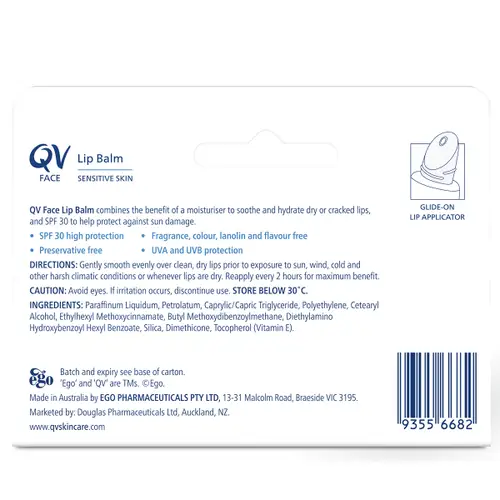 QV
FACE
Lip Balm
SENSITIVE SKIN
GLIDE-ON
LIP APPLICATOR
QV Face Lip Balm combines the benefit of a moisturiser to soothe and hydrate dry or cracked lips,
and SPF 30 to help protect against sun damage.
• SPF 30 high protection • Fragrance, colour, lanolin and flavour free
• Preservative free • UVA and UVB protection
DIRECTIONS: Gently smooth evenly over clean, dry lips prior to exposure to sun, wind, cold and
other harsh climatic conditions or whenever lips are dry. Reapply every 2 hours for maximum benefit.
CAUTION: Avoid eyes. If irritation occurs, discontinue use. STORE BELOW 30˚C.
INGREDIENTS: Paraffinum Liquidum, Petrolatum, Caprylic/Capric Triglyceride, Polyethylene, Cetearyl
Alcohol, Ethylhexyl Methoxycinnamate, Butyl Methoxydibenzoylmethane, Diethylamino
Hydroxybenzoyl Hexyl Benzoate, Silica, Dimethicone, Tocopherol (Vitamin E).
ego
Batch and expiry see base of carton.
'Ego' and 'QV' are TMs. © Ego.
Made in Australia by EGO PHARMACEUTICALS PTY LTD, 13-31 Malcolm Road, Braeside VIC 3195.
Marketed by: Douglas Pharmaceuticals Ltd, Auckland, NZ.
www.qvskincare.com
9355 6682